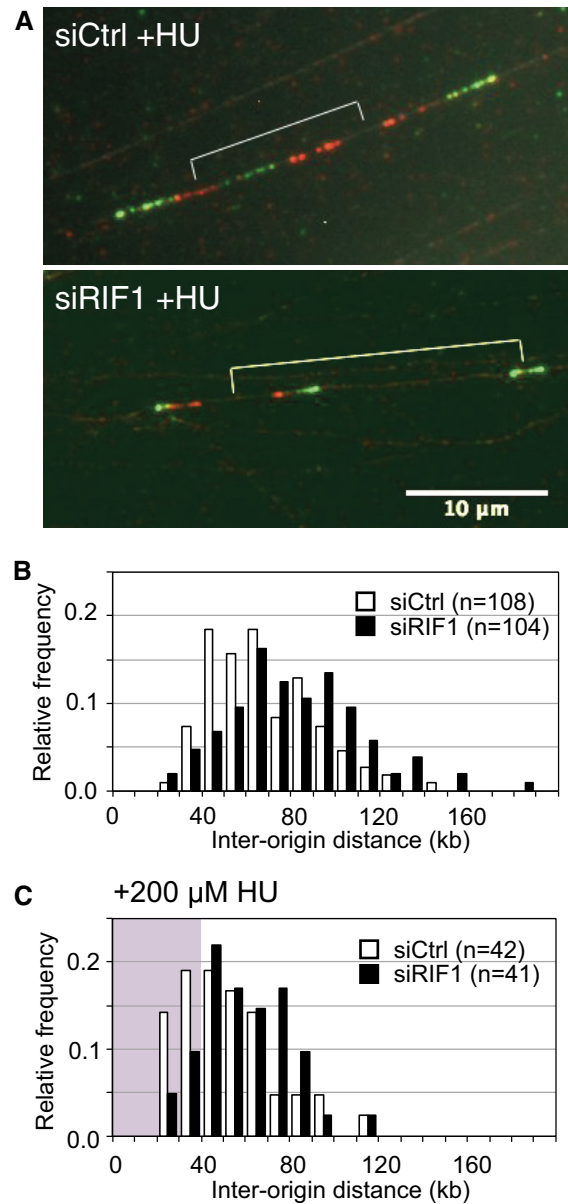 A
siCtrl +HU
siRIF1 +HU
10 µm
B
0.2
0.1
0.0
Relative frequency
siCtrl (n=108)
siRIF1 (n=104)
0 40 80 120 160
Inter-origin distance (kb)
C
+200 µM HU
0.2
0.1
0.0
Relative frequency
siCtrl (n=42)
siRIF1 (n=41)
0 40 80 120 160
Inter-origin distance (kb)